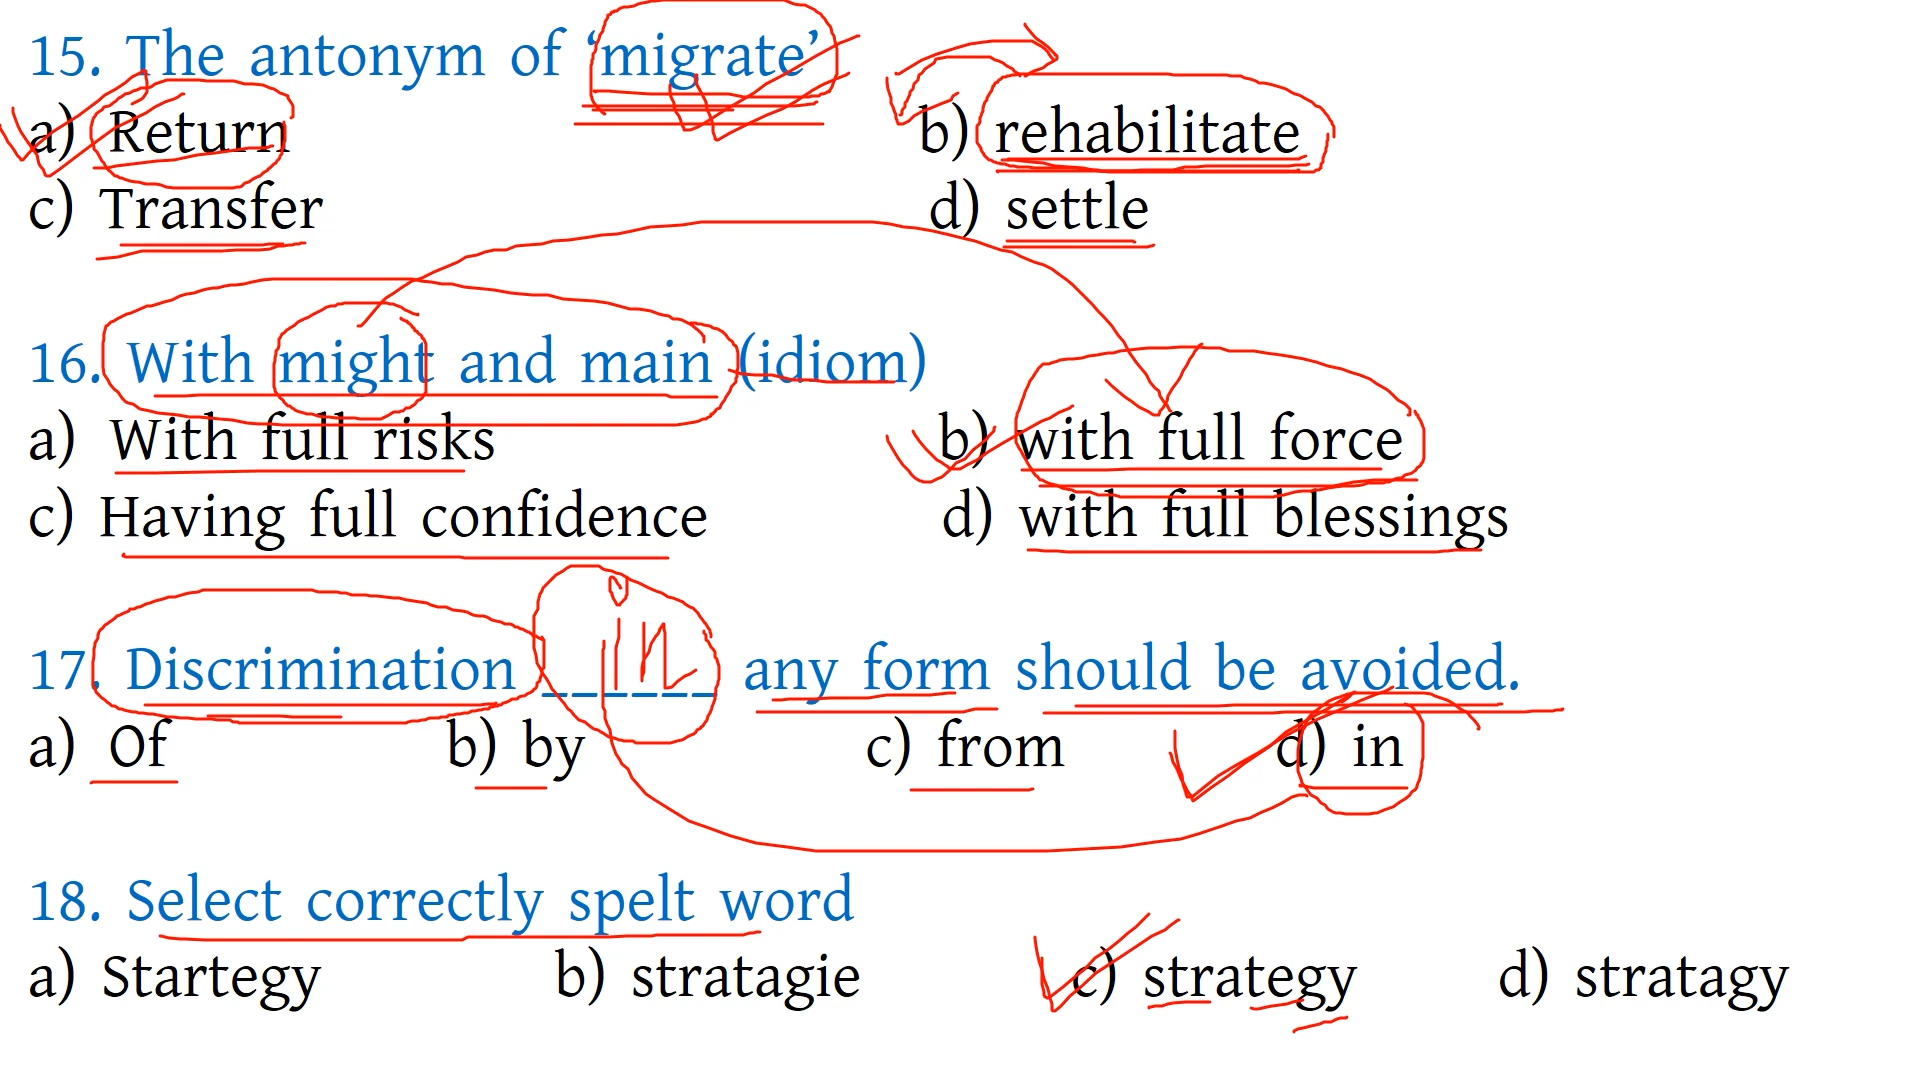 15. The antonym of ‘migrate’
a) Return b) rehabilitate
c) Transfer d) settle
16. With might and main (idiom)
a) With full risks b) with full force
c) Having full confidence d) with full blessings
17. Discrimination _ in _ any form should be avoided.
a) Of b) by c) from d) in
18. Select correctly spelt word
a) Startegy b) stratagie c) strategy d) stratagy